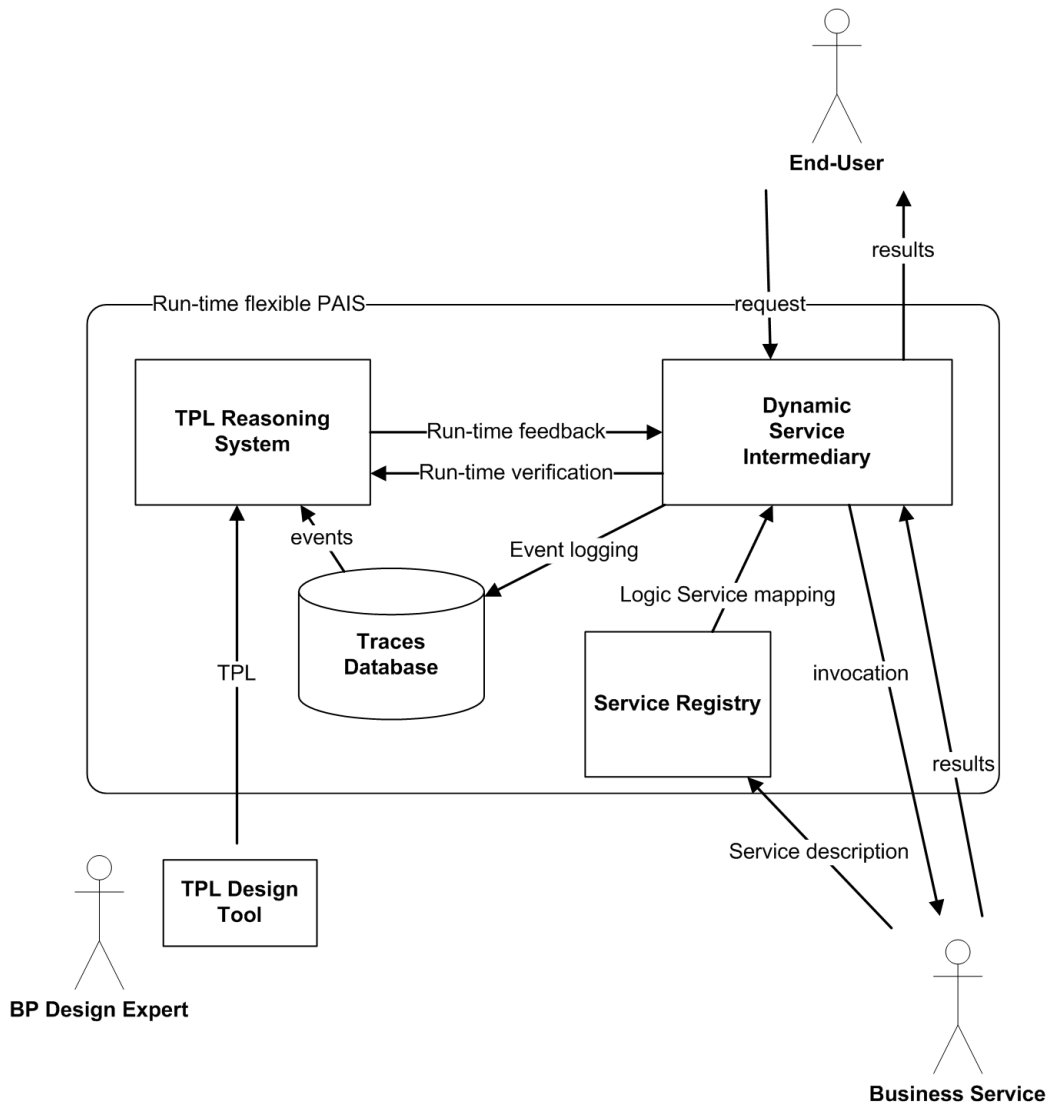 End-User
results
Run-time flexible PAIS
request
TPL Reasoning
System
Dynamic
Service
Intermediary
Run-time feedback
Run-time verification
events
Event logging
Logic Service mapping
Traces
Database
TPL
invocation
Service Registry
results
Service description
TPL Design
Tool
BP Design Expert
Business Service